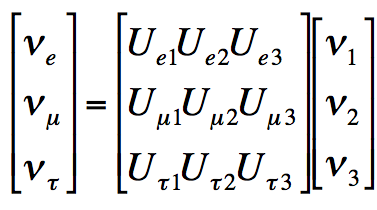 ν_e = U_e1 U_e2 U_e3 ν_1
ν_μ = U_μ1 U_μ2 U_μ3 ν_2
ν_τ = U_τ1 U_τ2 U_τ3 ν_3